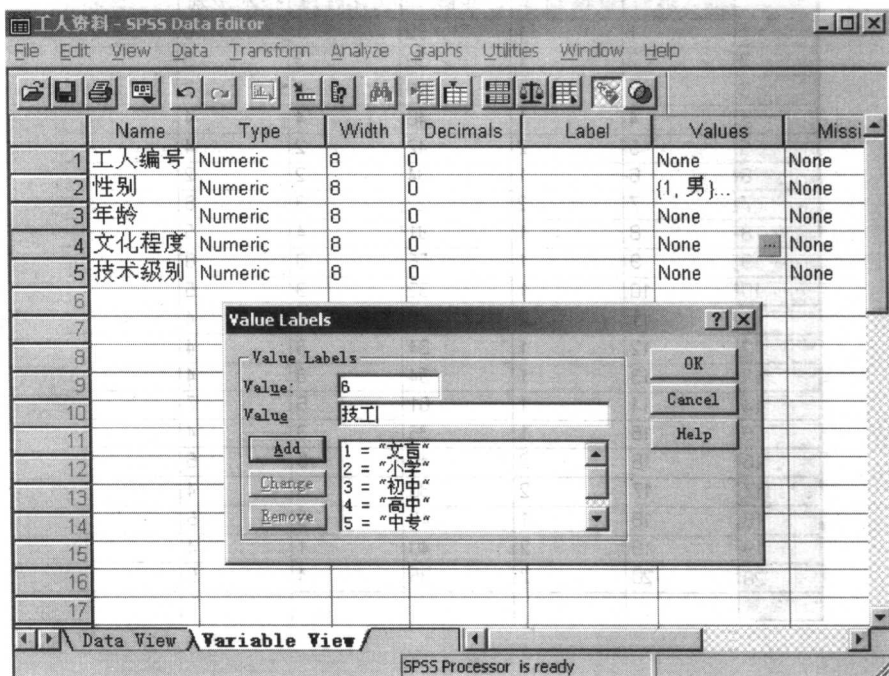 工人资料 - SPSS Data Editor
File Edit View Data Transform Analyze Graphs Utilities Window Help
Name Type Width Decimals Label Values Missi
1 工人编号 Numeric 8 0 None None
2 性别 Numeric 8 0 {1, 男}... None
3 年龄 Numeric 8 0 None None
4 文化程度 Numeric 8 0 None ... None
5 技术级别 Numeric 8 0 None None
6
7
8
9
10
11
12
13
14
15
16
17
Value Labels
Value Labels
Value: 6
Value 技工
Add
Change
Remove
1 = "文盲"
2 = "小学"
3 = "初中"
4 = "高中"
5 = "中专"
OK
Cancel
Help
Data View Variable View
SPSS Processor is ready